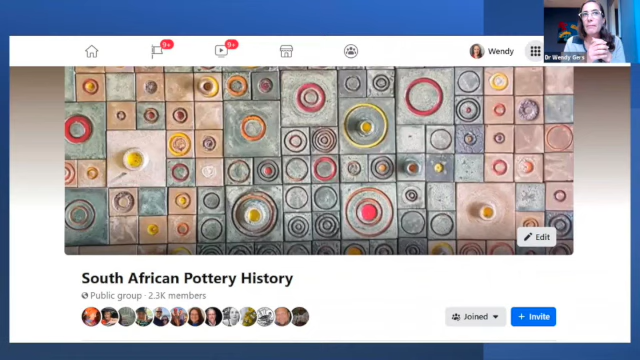 9+
9+
Wendy
Dr Wendy Gers
Edit
South African Pottery History
Public group · 2.3K members
Joined
Invite